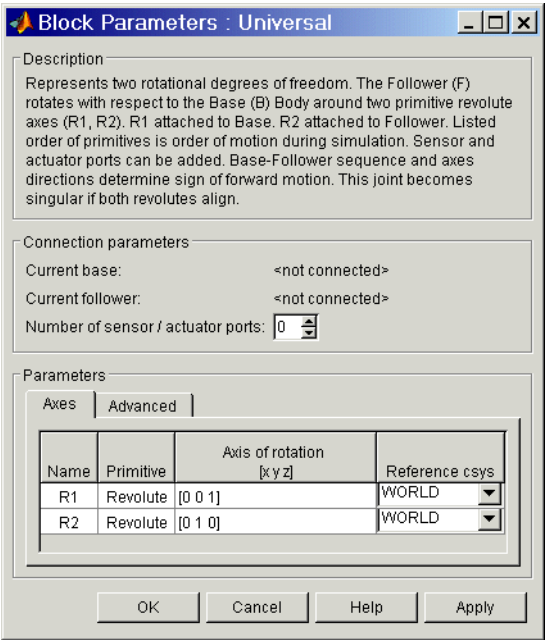 Block Parameters : Universal
Description
Represents two rotational degrees of freedom. The Follower (F)
rotates with respect to the Base (B) Body around two primitive revolute
axes (R1, R2). R1 attached to Base. R2 attached to Follower. Listed
order of primitives is order of motion during simulation. Sensor and
actuator ports can be added. Base-Follower sequence and axes
directions determine sign of forward motion. This joint becomes
singular if both revolutes align.
Connection parameters
Current base: <not connected>
Current follower: <not connected>
Number of sensor / actuator ports: 0
Parameters
Axes Advanced
Name Primitive Axis of rotation [x y z] Reference csys
R1 Revolute [0 0 1] WORLD
R2 Revolute [0 1 0] WORLD
OK Cancel Help Apply